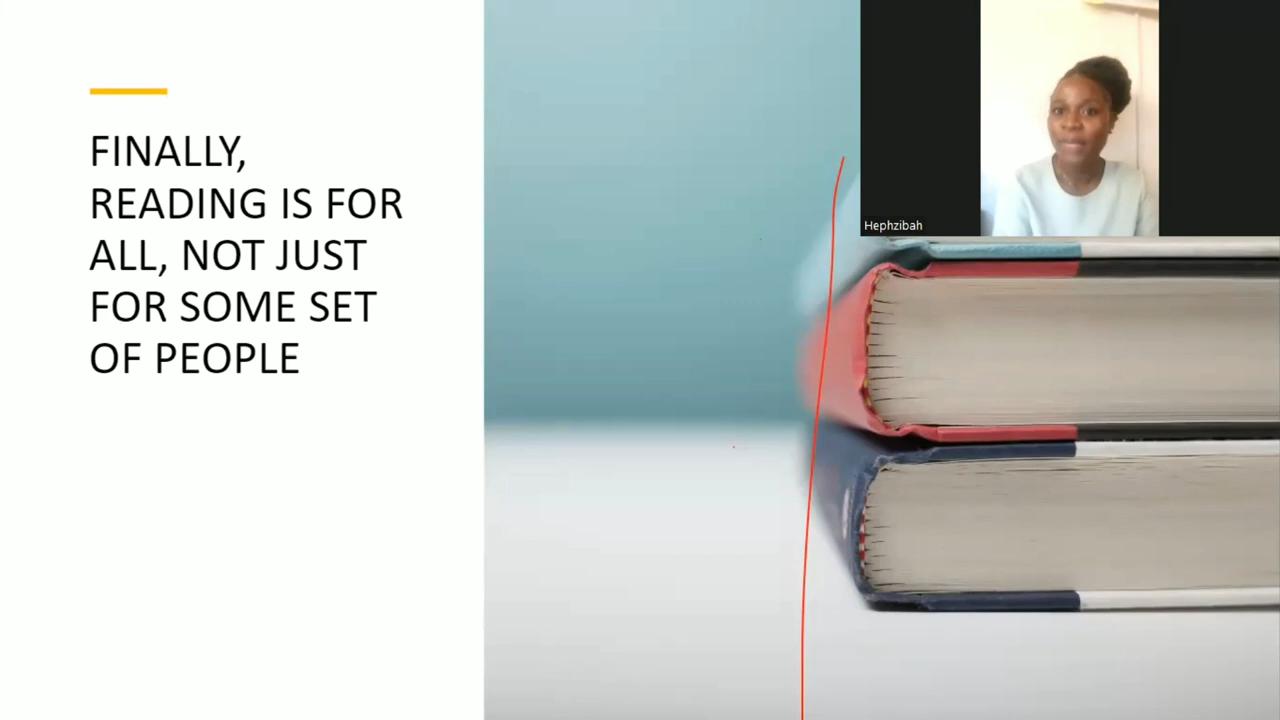 FINALLY,
READING IS FOR
ALL, NOT JUST
FOR SOME SET
OF PEOPLE
Hephzibah